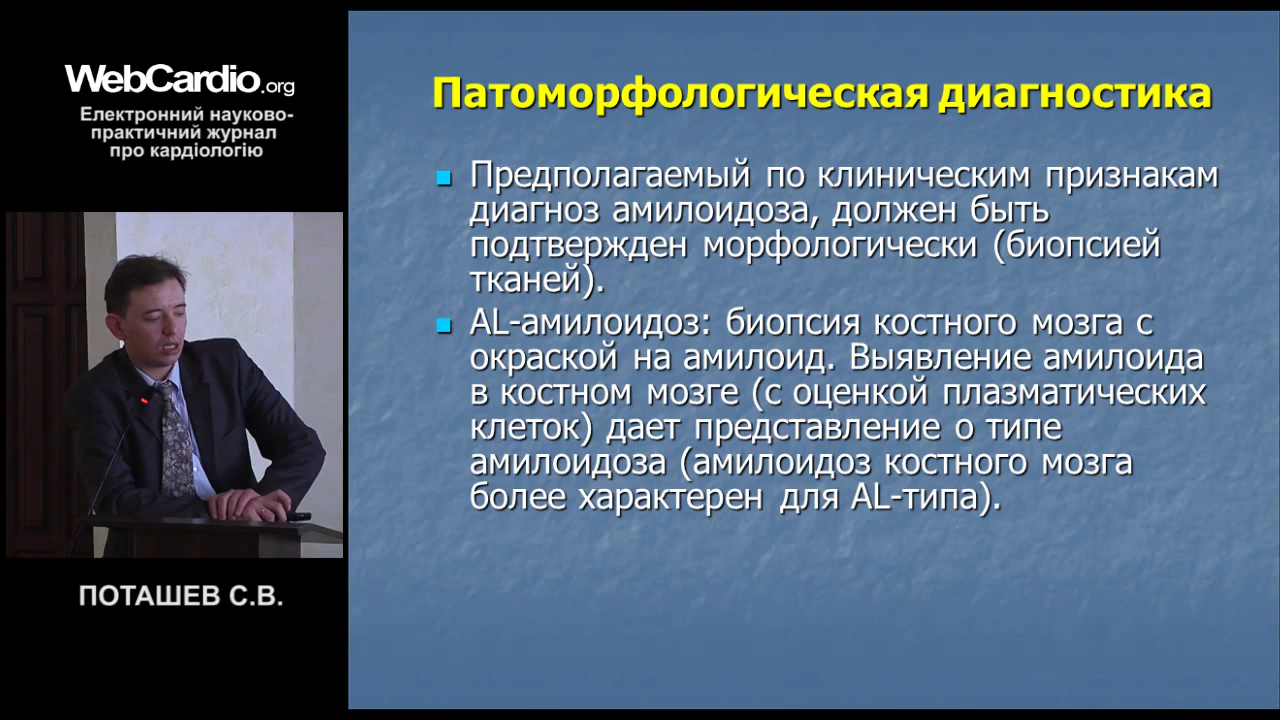 WebCardio.org
Електронний науково-
практичний журнал
про кардіологію
ПОТАШЕВ С.В.
Патоморфологическая диагностика
Предполагаемый по клиническим признакам
диагноз амилоидоза, должен быть
подтвержден морфологически (биопсией
тканей).
AL-амилоидоз: биопсия костного мозга с
окраской на амилоид. Выявление амилоида
в костном мозге (с оценкой плазматических
клеток) дает представление о типе
амилоидоза (амилоидоз костного мозга
более характерен для AL-типа).